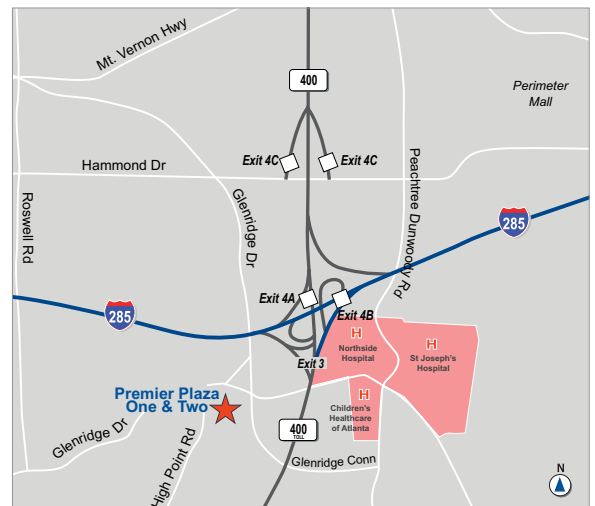 Mt. Vernon Hwy
400
Perimeter
Mall
Exit 4C
Exit 4C
Hammond Dr
Peachtree Dunwoody Rd
Roswell Rd
Glenridge Dr
285
Exit 4A
285
Exit 4B
H
Northside
Hospital
H
St Joseph's
Hospital
Exit 3
Premier Plaza
One & Two
H
Children's
Healthcare
of Atlanta
400
TOLL
Glenridge Dr
High Point Rd
Glenridge Conn
N